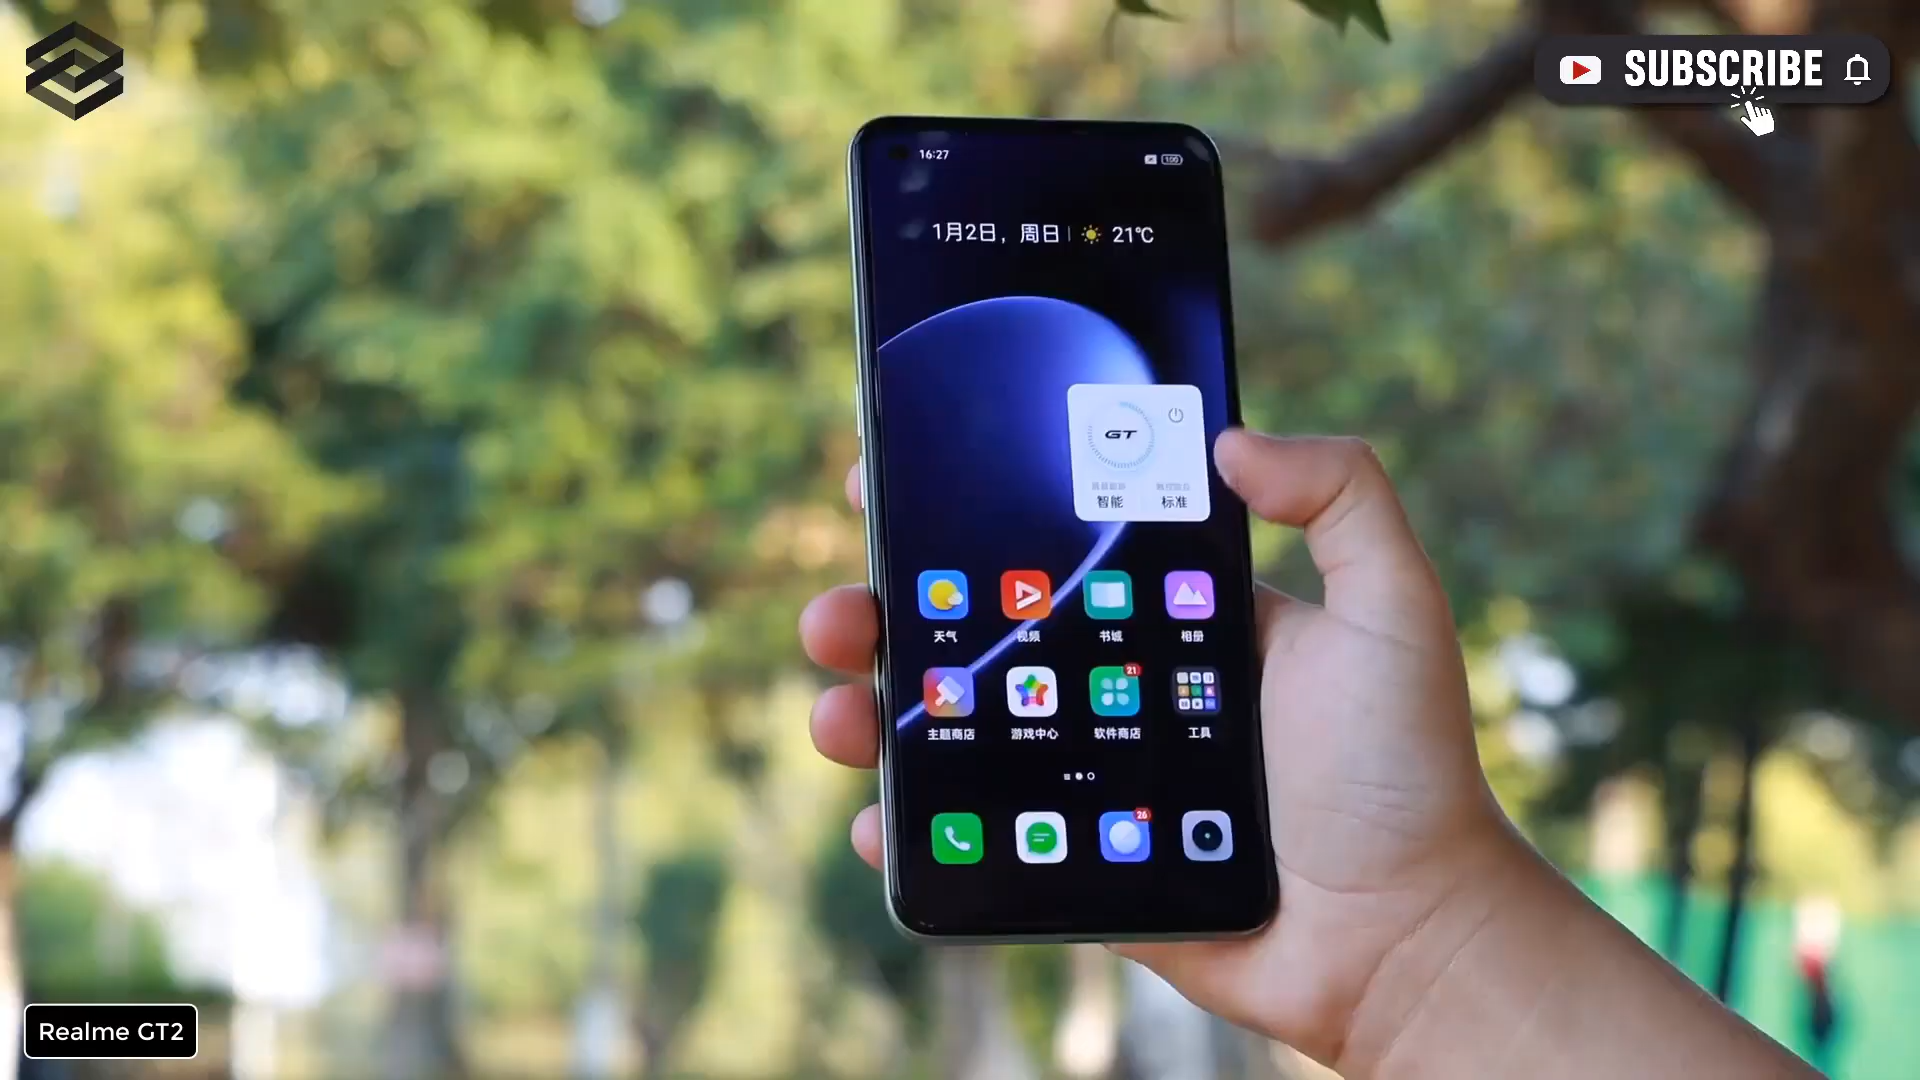 SUBSCRIBE
16:27
100
1月2日，周日 | 21℃
GT
智能 标准
天气 视频 书城 相册
21
主题商店 游戏中心 软件商店 工具
26
Realme GT2